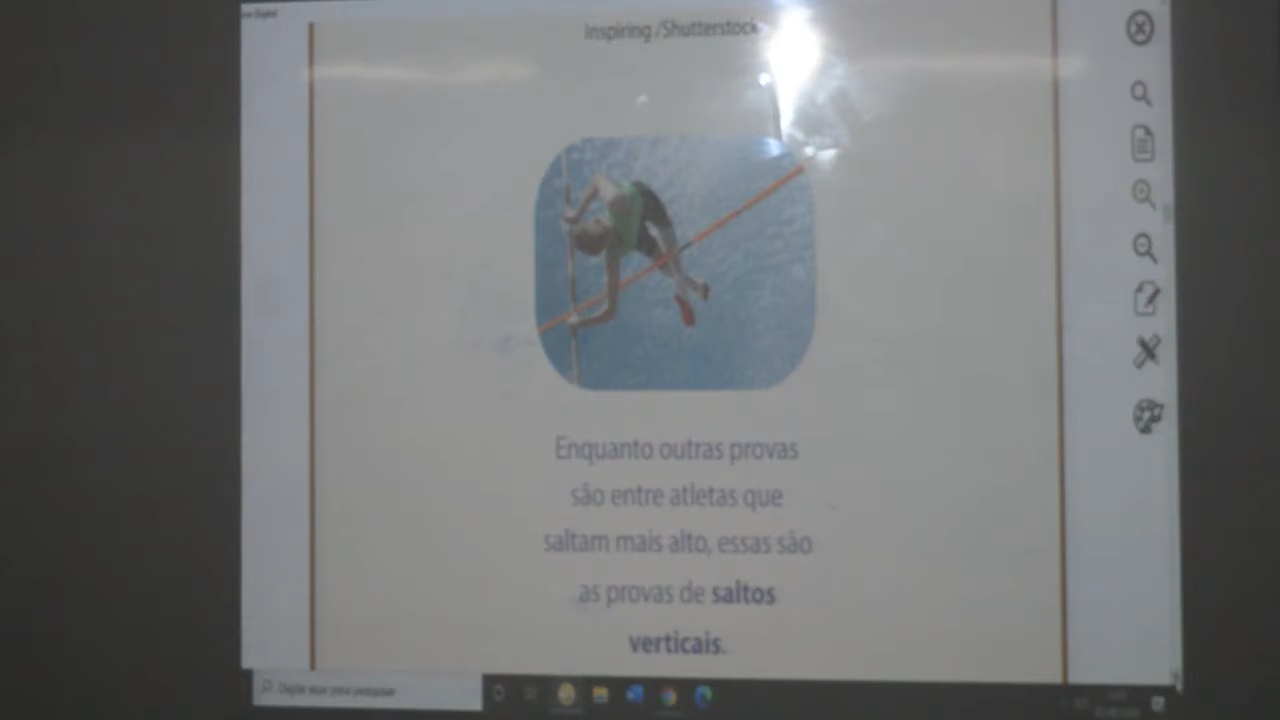 Inspiring /Shutterstock
Enquanto outras provas
são entre atletas que
saltam mais alto, essas são
as provas de saltos
verticais.